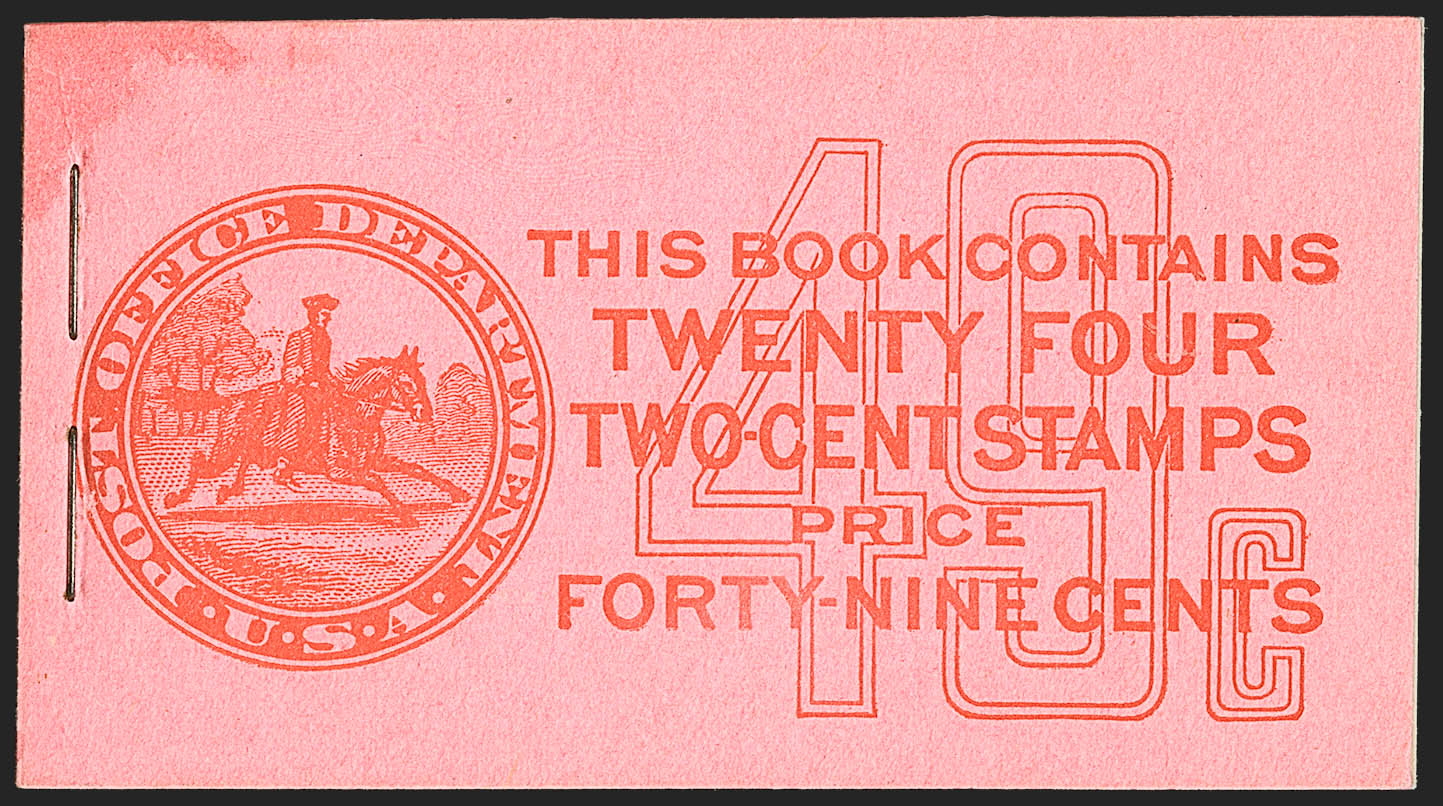 POST OFFICE DEPARTMENT · U·S·A·
49c
THIS BOOK CONTAINS
TWENTY FOUR
TWO-CENT STAMPS
PRICE
FORTY-NINE CENTS